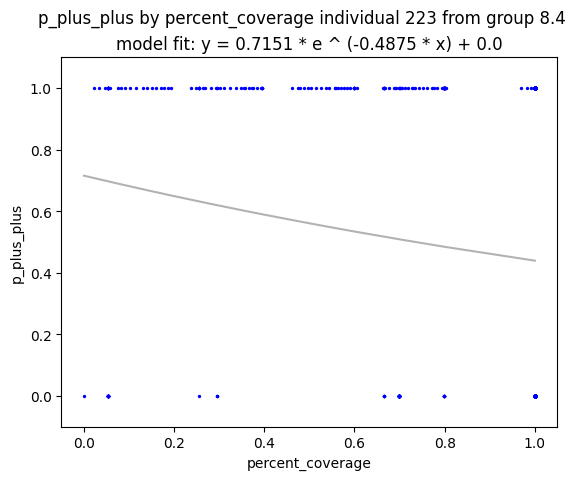 p_plus_plus by percent_coverage individual 223 from group 8.4
model fit: y = 0.7151 * e ^ (-0.4875 * x) + 0.0
1.0
0.8
0.6
0.4
0.2
0.0
p_plus_plus
0.0 0.2 0.4 0.6 0.8 1.0
percent_coverage